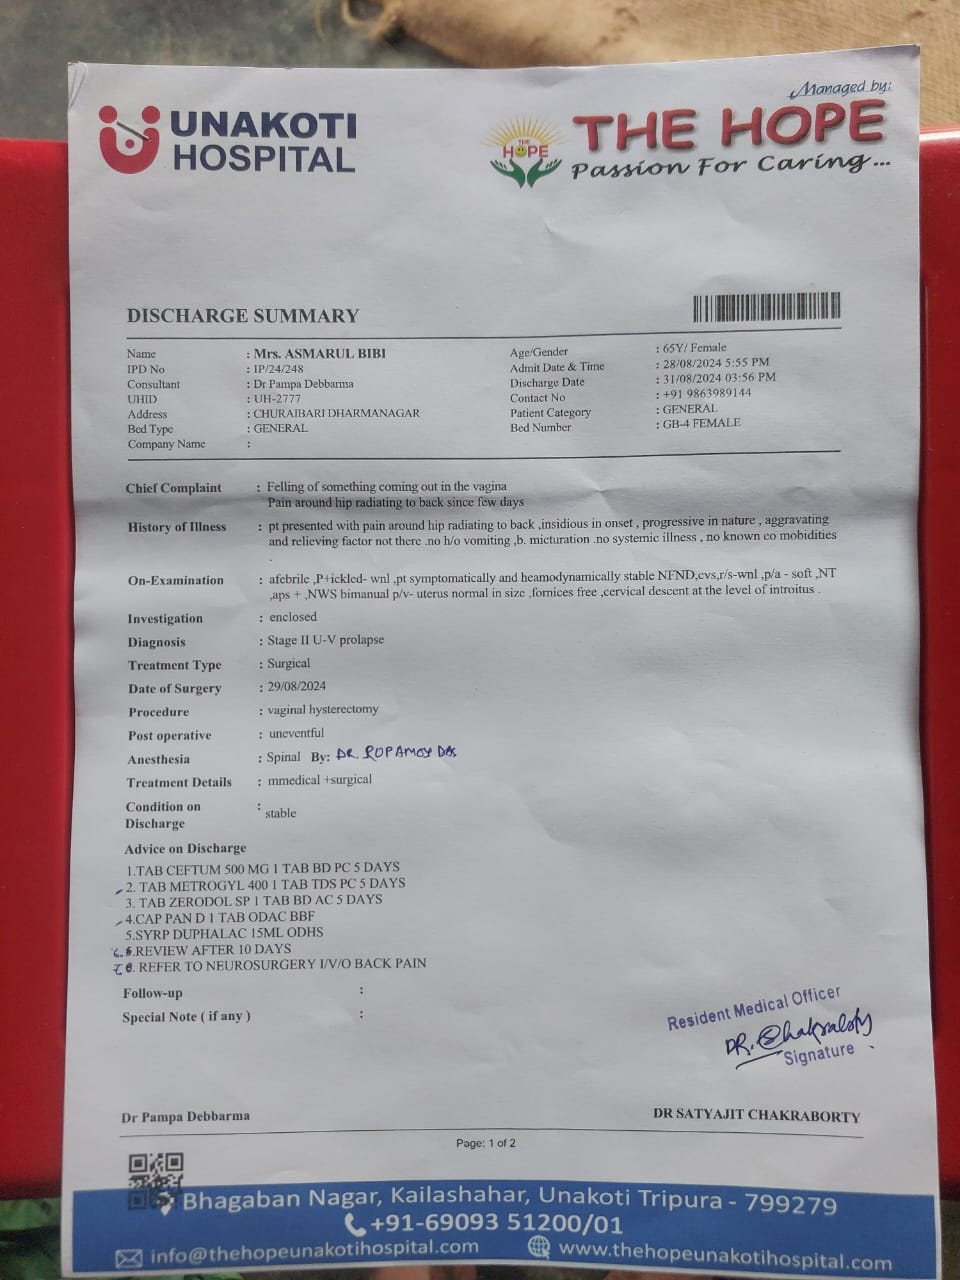 Managed by:
UNAKOTI
HOSPITAL
THE HOPE
THE HOPE
Passion For Caring...
DISCHARGE SUMMARY
Name : Mrs. ASMARUL BIBI Age/Gender : 65Y/ Female
IPD No : IP/24/248 Admit Date & Time : 28/08/2024 5:55 PM
Consultant : Dr Pampa Debbarma Discharge Date : 31/08/2024 03:56 PM
UHID : UH-2777 Contact No : +91 9863989144
Address : CHURAIBARI DHARMANAGAR Patient Category : GENERAL
Bed Type : GENERAL Bed Number : GB-4 FEMALE
Company Name :
Chief Complaint : Felling of something coming out in the vagina
Pain around hip radiating to back since few days
History of Illness : pt presented with pain around hip radiating to back ,insidious in onset , progressive in nature , aggravating
and relieving factor not there .no h/o vomiting ,b. micturation .no systemic illness , no known co mobidities
.
On-Examination : afebrile ,P+ickled- wnl ,pt symptomatically and heamodynamically stable NFND,cvs,r/s-wnl ,p/a - soft ,NT
,aps + ,NWS bimanual p/v- uterus normal in size ,fornices free ,cervical descent at the level of introitus .
Investigation : enclosed
Diagnosis : Stage II U-V prolapse
Treatment Type : Surgical
Date of Surgery : 29/08/2024
Procedure : vaginal hysterectomy
Post operative : uneventful
Anesthesia : Spinal By: DR. ROPAMOY DAS
Treatment Details : mmedical +surgical
Condition on :
Discharge stable
Advice on Discharge
1.TAB CEFTUM 500 MG 1 TAB BD PC 5 DAYS
2. TAB METROGYL 400 1 TAB TDS PC 5 DAYS
3. TAB ZERODOL SP 1 TAB BD AC 5 DAYS
4.CAP PAN D 1 TAB ODAC BBF
5.SYRP DUPHALAC 15ML ODHS
6. REVIEW AFTER 10 DAYS
7. REFER TO NEUROSURGERY I/V/O BACK PAIN
Follow-up :
Special Note ( if any ) :
Resident Medical Officer
DR. Chakraborty
Signature
Dr Pampa Debbarma DR SATYAJIT CHAKRABORTY
Page: 1 of 2
Bhagaban Nagar, Kailashahar, Unakoti Tripura - 799279
+91-69093 51200/01
info@thehopeunakotihospital.com www.thehopeunakotihospital.com